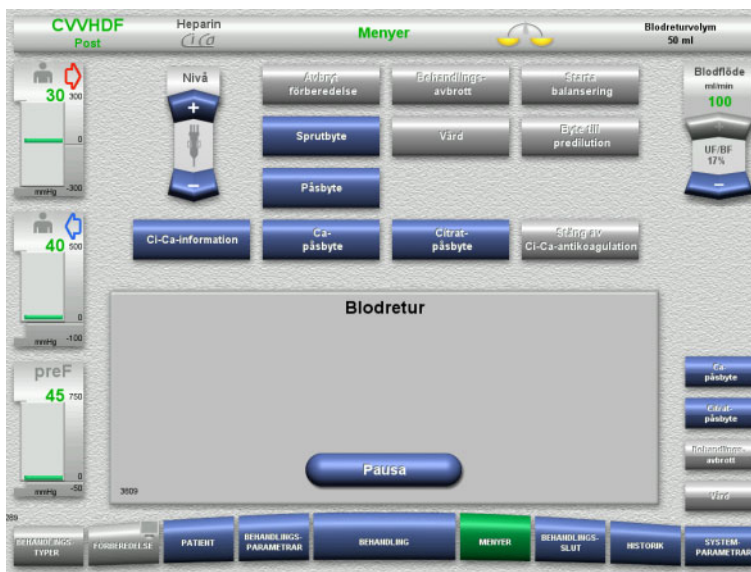 CVVHDF
Post
Heparin
Ci Ca
Menyer
Blodreturvolym
50 ml
30
300
0
-300
mmHg
Nivå
+
−
Avbryt
förberedelse
Behandlings-
avbrott
Starta
balansering
Sprutbyte
Vård
Byte till
predilution
Påsbyte
Blodflöde
ml/min
100
+
UF/BF
17%
−
Ci-Ca-information
Ca-
påsbyte
Citrat-
påsbyte
Stäng av
Ci-Ca-antikoagulation
40
500
0
-100
mmHg
Blodretur
Pausa
3609
preF
45
750
0
-50
mmHg
Ca-
påsbyte
Citrat-
påsbyte
Behandlings-
avbrott
Vård
BEHANDLINGS-
TYPER
FÖRBEREDELSE
PATIENT
BEHANDLINGS-
PARAMETRAR
BEHANDLING
MENYER
BEHANDLINGS-
SLUT
HISTORIK
SYSTEM-
PARAMETRAR